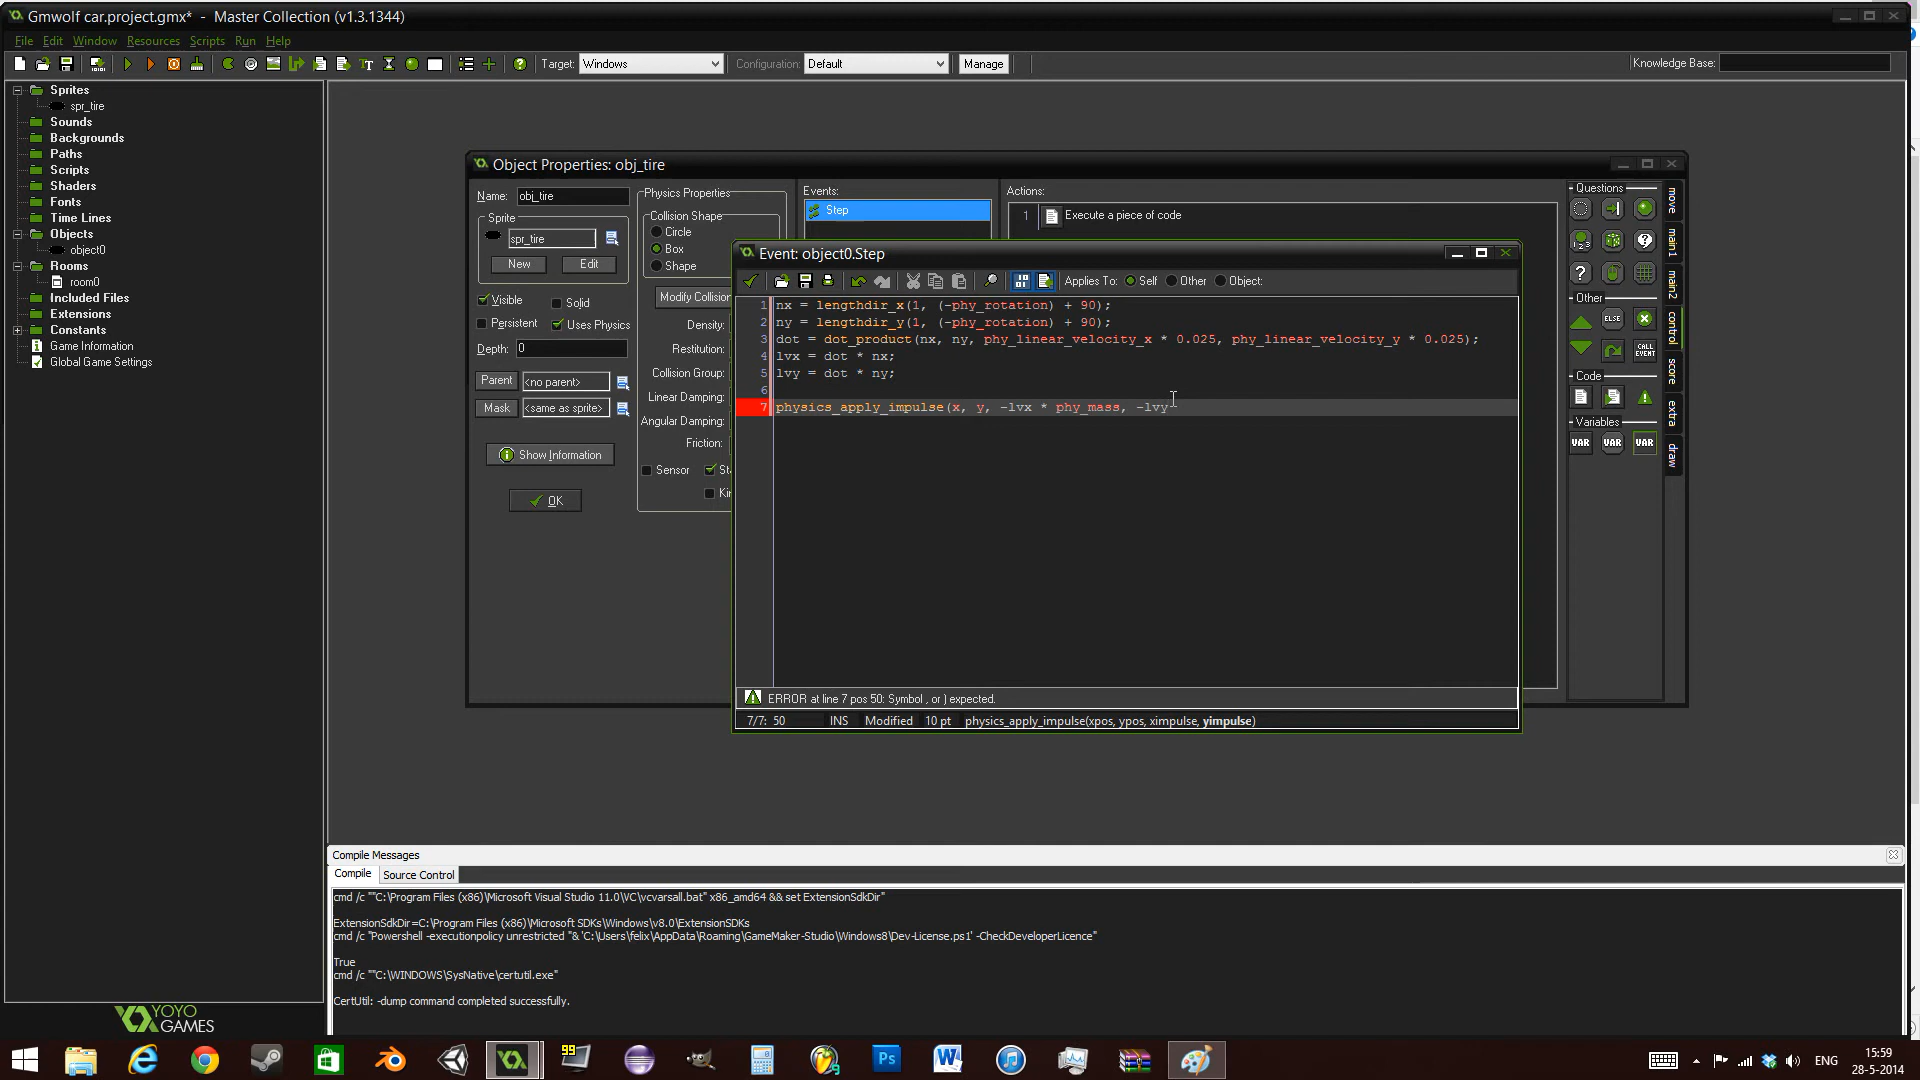 Gmwolf car.project.gmx* - Master Collection (v1.3.1344)
File Edit Window Resources Scripts Run Help
Target: Windows Configuration: Default Manage Knowledge Base:
Sprites
spr_tire
Sounds
Backgrounds
Paths
Scripts
Shaders
Fonts
Time Lines
Objects
object0
Rooms
room0
Included Files
Extensions
Constants
Game Information
Global Game Settings
Object Properties: obj_tire
Name: obj_tire
Sprite
spr_tire
New Edit
Visible Solid
Persistent Uses Physics
Depth: 0
Parent <no parent>
Mask <same as sprite>
Show Information
OK
Physics Properties
Collision Shape
Circle
Box
Shape
Modify Collision
Density:
Restitution:
Collision Group:
Linear Damping:
Angular Damping:
Friction:
Sensor Sta
Kin
Events:
Step
Actions:
1 Execute a piece of code
Questions
Other
ELSE
CALL EVENT
Code
Variables
VAR VAR VAR
move
main1
main2
control
score
extra
draw
Event: object0.Step
Applies To: Self Other Object:
1 nx = lengthdir_x(1, (-phy_rotation) + 90);
2 ny = lengthdir_y(1, (-phy_rotation) + 90);
3 dot = dot_product(nx, ny, phy_linear_velocity_x * 0.025, phy_linear_velocity_y * 0.025);
4 lvx = dot * nx;
5 lvy = dot * ny;
6
7 physics_apply_impulse(x, y, -lvx * phy_mass, -lvy
ERROR at line 7 pos 50: Symbol , or ) expected.
7/7: 50 INS Modified 10 pt physics_apply_impulse(xpos, ypos, ximpulse, yimpulse)
Compile Messages
Compile Source Control
cmd /c ""C:\Program Files (x86)\Microsoft Visual Studio 11.0\VC\vcvarsall.bat" x86_amd64 && set ExtensionSdkDir"
ExtensionSdkDir=C:\Program Files (x86)\Microsoft SDKs\Windows\v8.0\ExtensionSDKs
cmd /c "Powershell -executionpolicy unrestricted "& 'C:\Users\felix\AppData\Roaming\GameMaker-Studio\Windows8\Dev-License.ps1' -CheckDeveloperLicence"
True
cmd /c ""C:\WINDOWS\SysNative\certutil.exe"
CertUtil: -dump command completed successfully.
YOYO
GAMES
99
Ps
ENG
15:59
28-5-2014